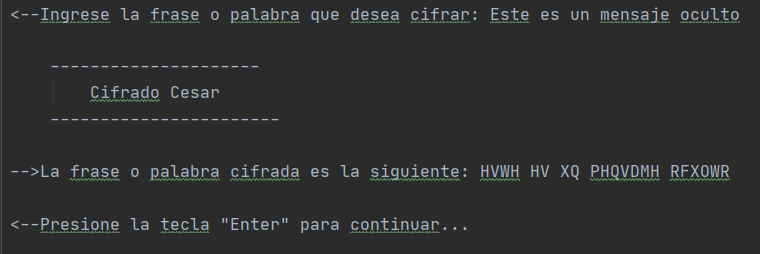 <--Ingrese la frase o palabra que desea cifrar: Este es un mensaje oculto
---------------------
Cifrado Cesar
-----------------------
-->La frase o palabra cifrada es la siguiente: HVWH HV XQ PHQVDMH RFXOWR
<--Presione la tecla "Enter" para continuar...